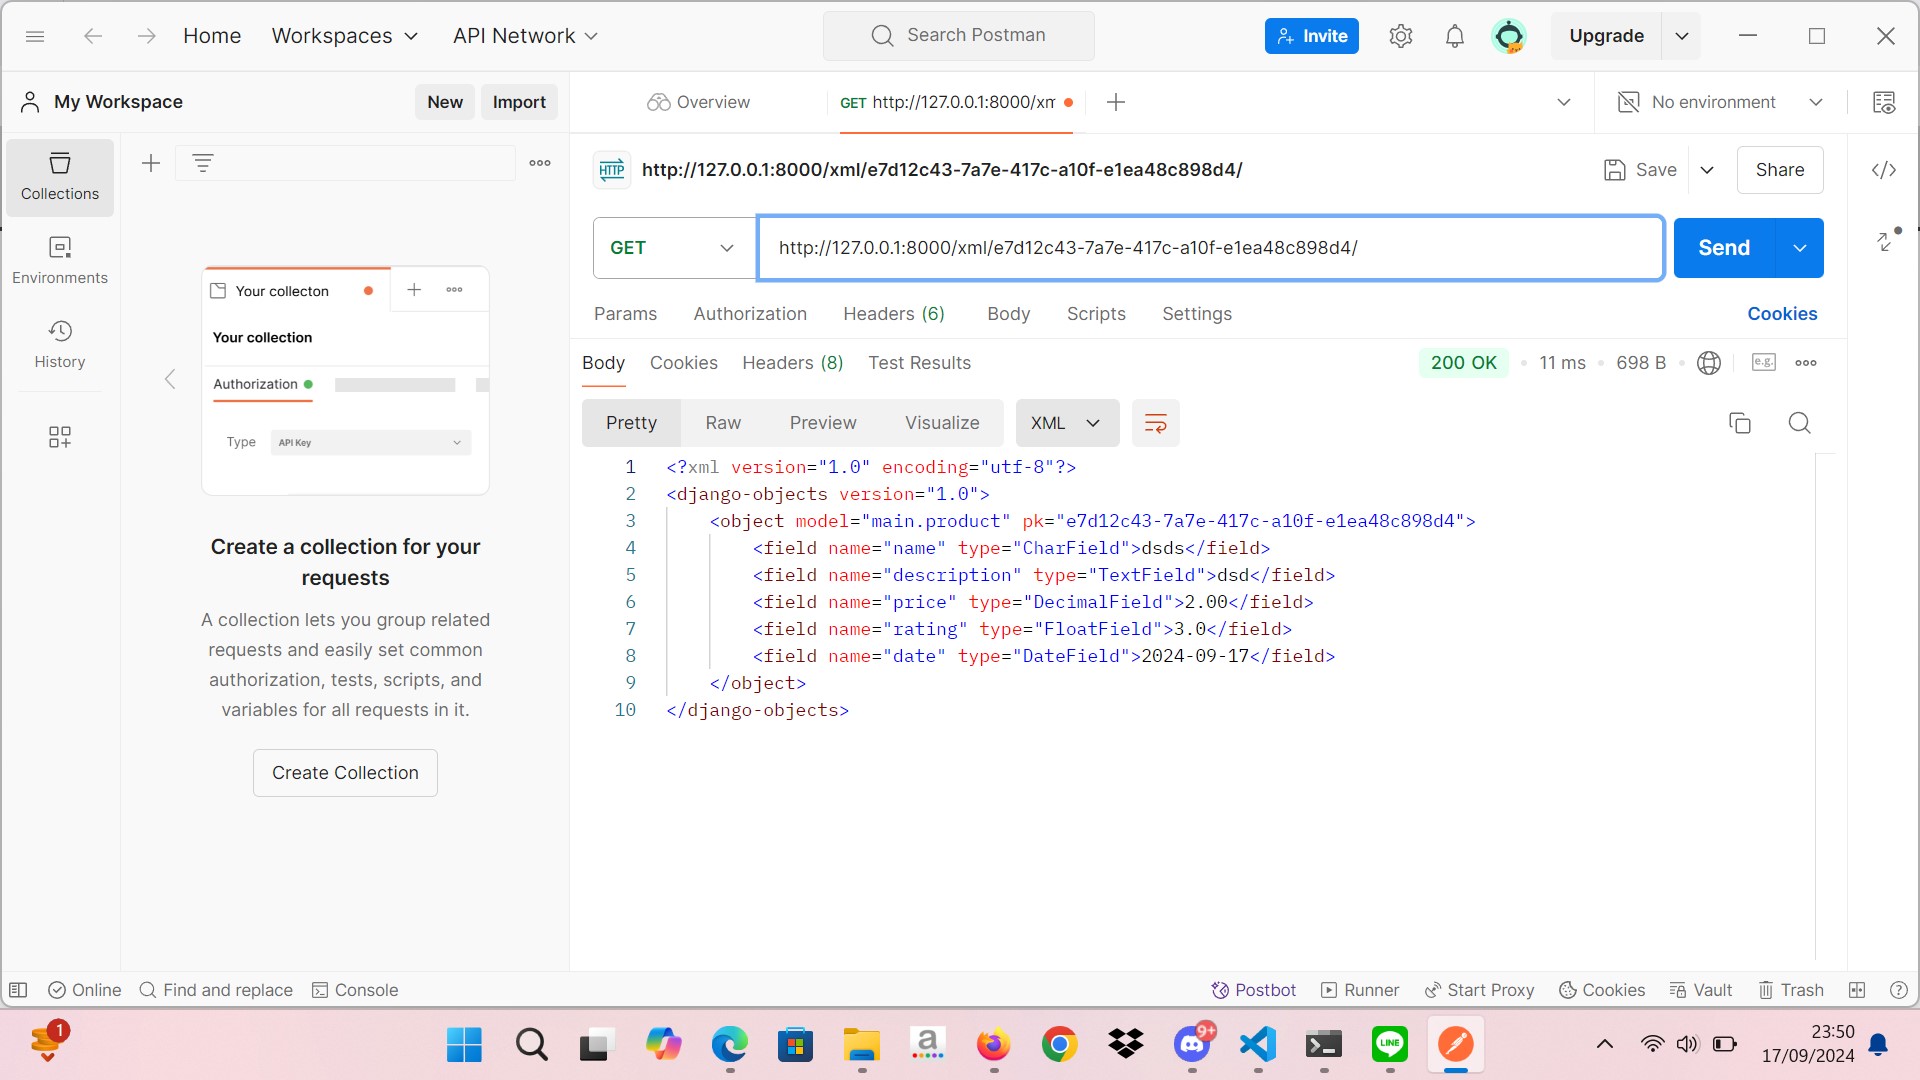 Home Workspaces API Network Search Postman Invite Upgrade
My Workspace New Import Overview GET http://127.0.0.1:8000/xm No environment
Collections
Environments
History
Your collecton
Your collection
Authorization
Type API Key
Create a collection for your
requests
A collection lets you group related
requests and easily set common
authorization, tests, scripts, and
variables for all requests in it.
Create Collection
HTTP http://127.0.0.1:8000/xml/e7d12c43-7a7e-417c-a10f-e1ea48c898d4/ Save Share
GET http://127.0.0.1:8000/xml/e7d12c43-7a7e-417c-a10f-e1ea48c898d4/ Send
Params Authorization Headers (6) Body Scripts Settings Cookies
Body Cookies Headers (8) Test Results 200 OK 11 ms 698 B e.g.
Pretty Raw Preview Visualize XML
1 <?xml version="1.0" encoding="utf-8"?>
2 <django-objects version="1.0">
3 <object model="main.product" pk="e7d12c43-7a7e-417c-a10f-e1ea48c898d4">
4 <field name="name" type="CharField">dsds</field>
5 <field name="description" type="TextField">dsd</field>
6 <field name="price" type="DecimalField">2.00</field>
7 <field name="rating" type="FloatField">3.0</field>
8 <field name="date" type="DateField">2024-09-17</field>
9 </object>
10 </django-objects>
Online Find and replace Console Postbot Runner Start Proxy Cookies Vault Trash
1 a 9+ LINE 23:50
17/09/2024